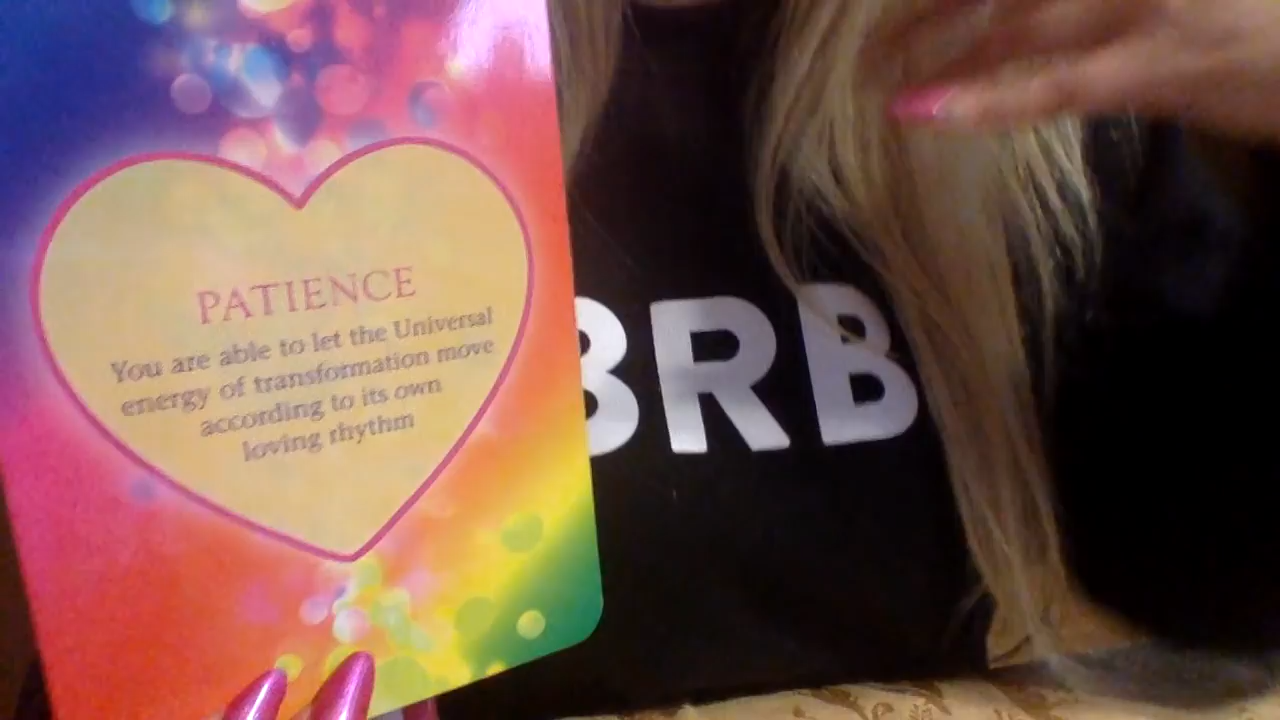 PATIENCE
You are able to let the Universal
energy of transformation move
according to its own
loving rhythm
BRB